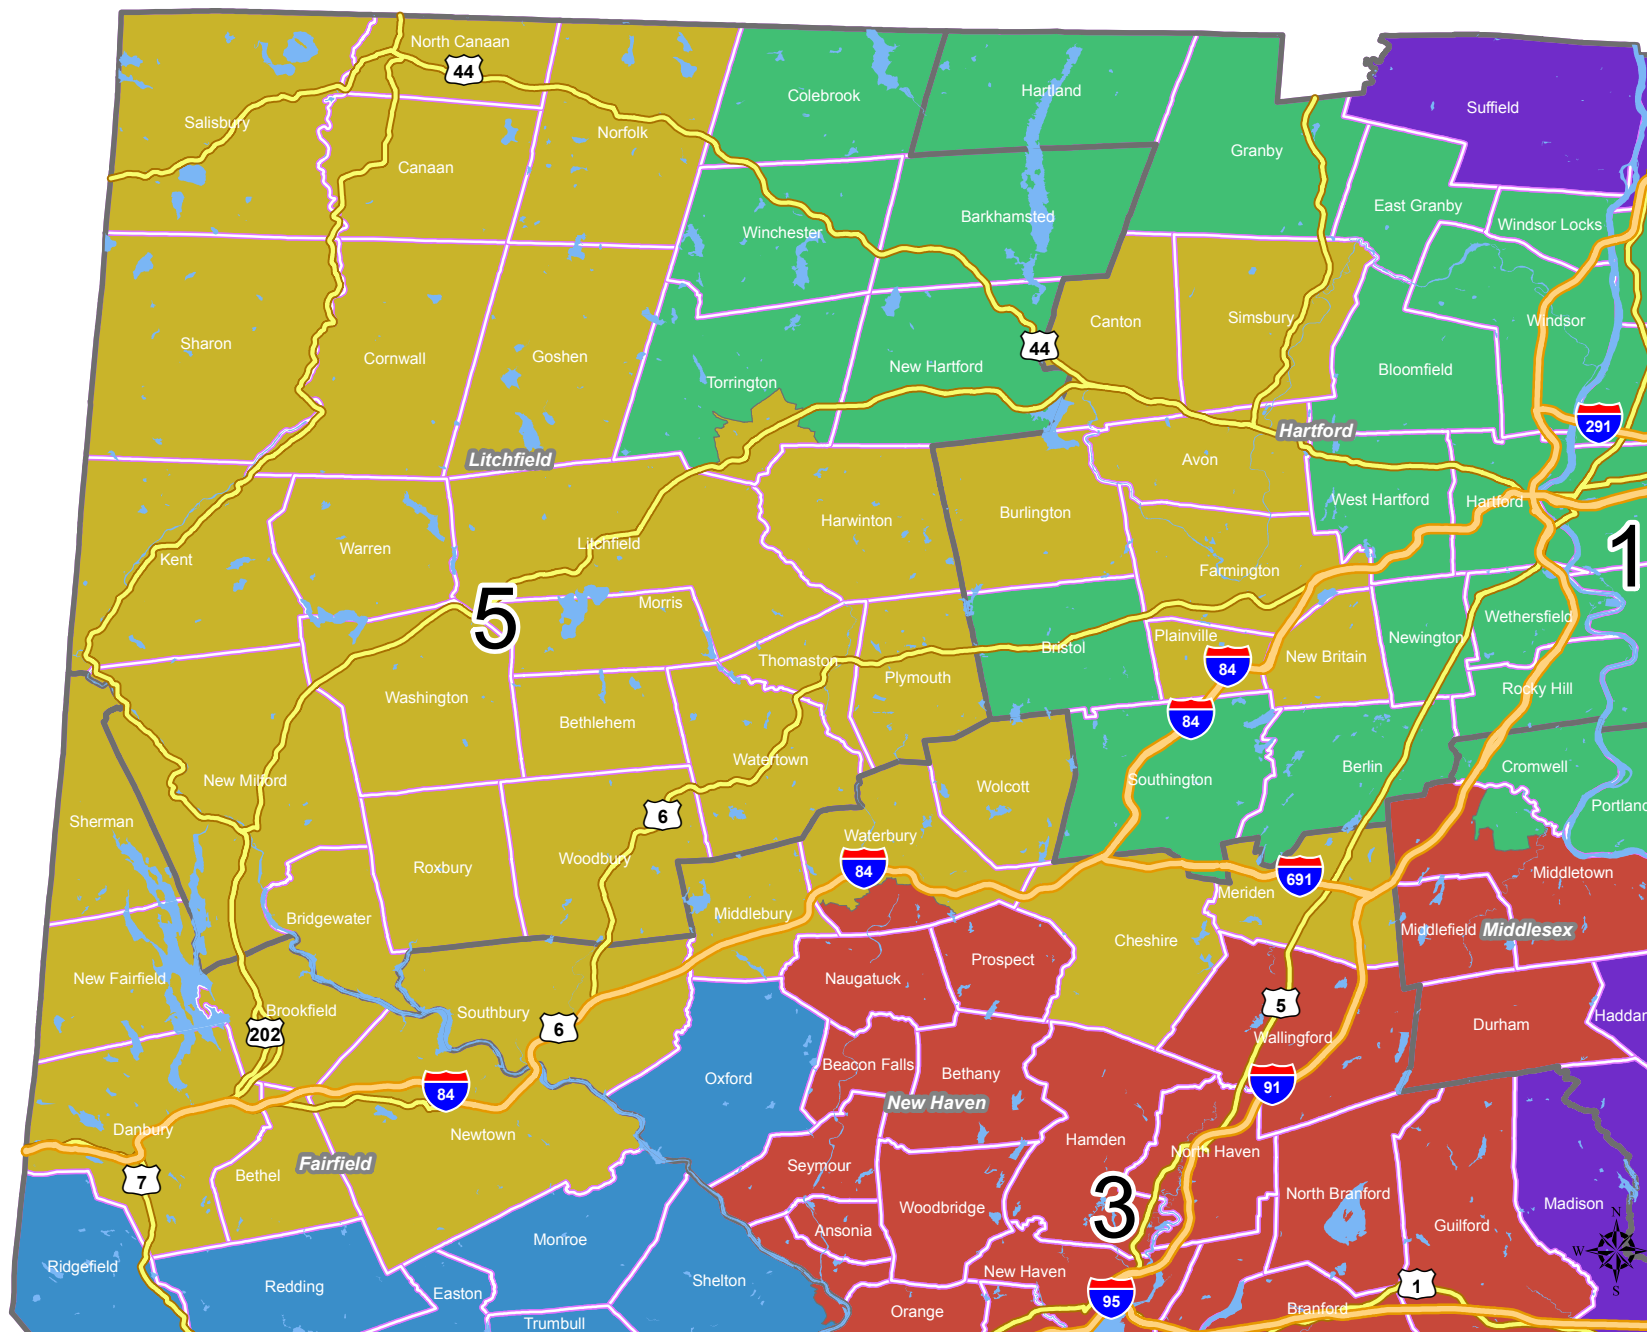 North Canaan
44
Colebrook
Hartland
Suffield
Salisbury
Norfolk
Granby
Canaan
East Granby
Barkhamsted
Winchester
Windsor Locks
Sharon
Cornwall
Goshen
Canton
Simsbury
Windsor
44
New Hartford
Torrington
Bloomfield
291
Hartford
Litchfield
Avon
West Hartford
Hartford
Burlington
Harwinton
Litchfield
Warren
Kent
1
Farmington
5
Morris
Wethersfield
Plainville
Newington
Bristol
New Britain
84
Thomaston
Plymouth
Rocky Hill
Washington
Bethlehem
84
Watertown
Cromwell
Berlin
New Milford
Southington
Wolcott
Portland
6
Sherman
Waterbury
Woodbury
Roxbury
84
691
Middletown
Meriden
Bridgewater
Middlebury
Middlefield
Middlesex
Cheshire
Prospect
New Fairfield
Naugatuck
5
Brookfield
Southbury
Haddar
202
6
Wallingford
Durham
Beacon Falls
Bethany
Oxford
84
91
New Haven
Danbury
Newtown
Hamden
North Haven
Fairfield
Bethel
7
Seymour
North Branford
3
Woodbridge
Madison
N
Ansonia
Guilford
Monroe
W
E
S
Ridgefield
Redding
Easton
Shelton
New Haven
95
1
Orange
Branford
Trumbull